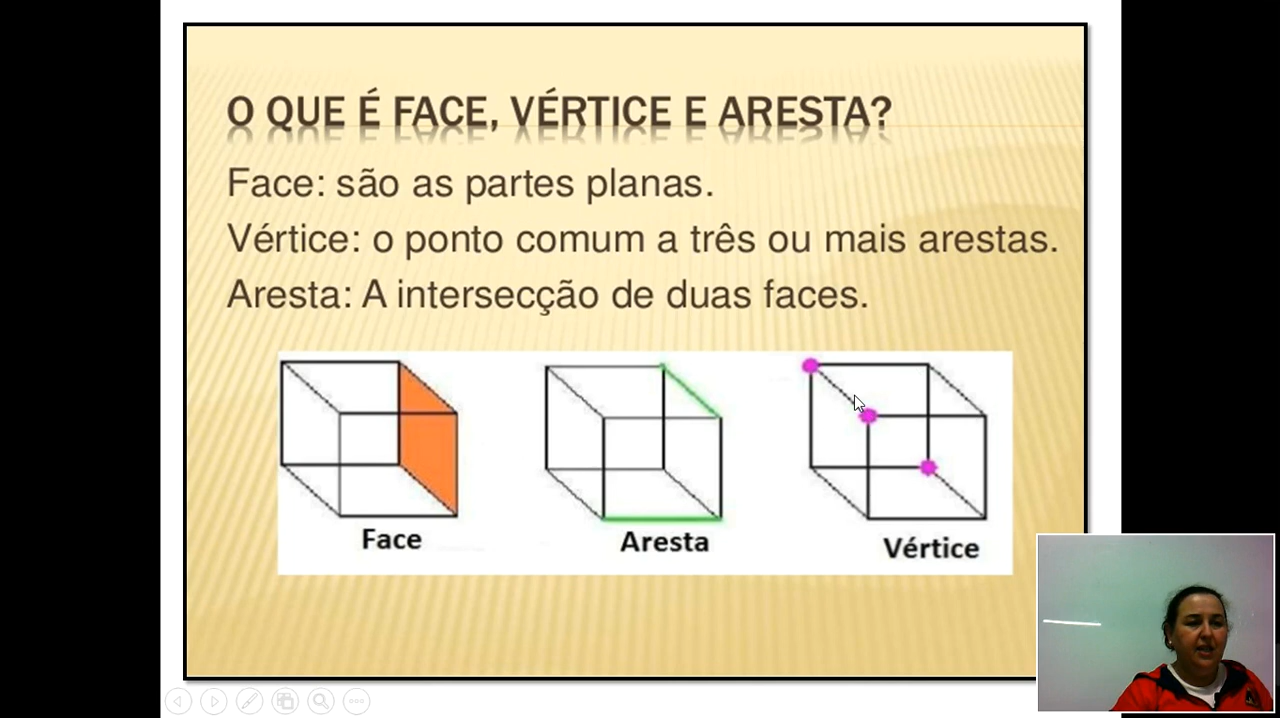 O QUE É FACE, VÉRTICE E ARESTA?
Face: são as partes planas.
Vértice: o ponto comum a três ou mais arestas.
Aresta: A intersecção de duas faces.
Face
Aresta
Vértice